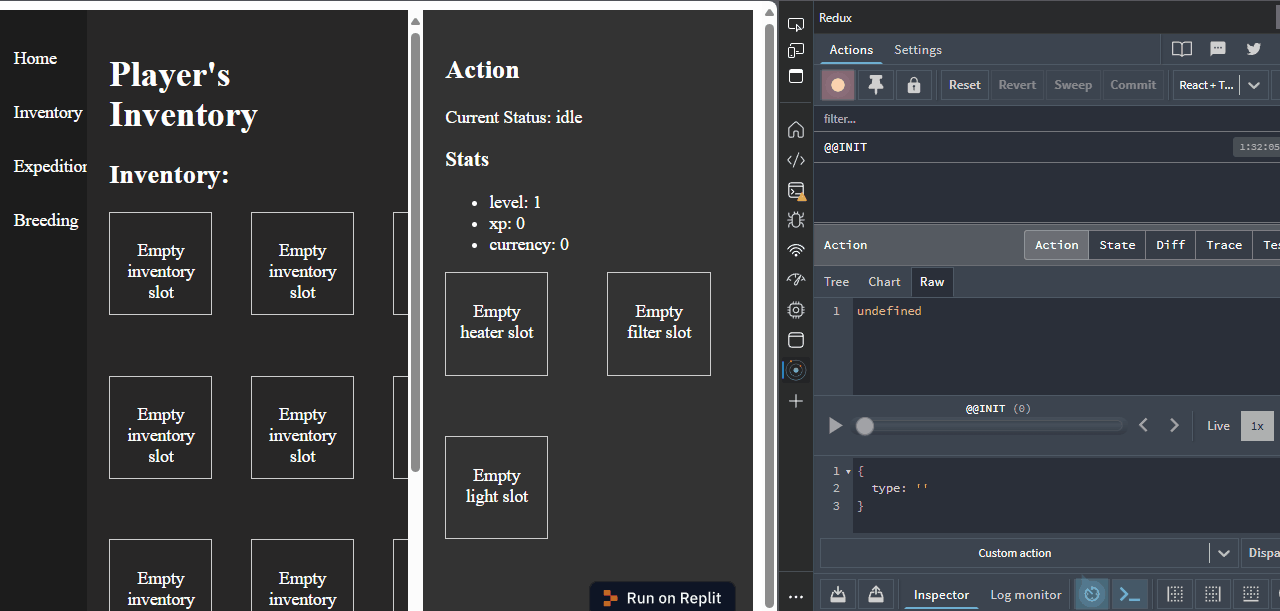 Home
Inventory
Expedition
Breeding
Player's
Inventory
Inventory:
Empty
inventory
slot
Empty
inventory
slot
Empty
inventory
slot
Empty
inventory
slot
Empty
inventory
Empty
inventory
Action
Current Status: idle
Stats
level: 1
xp: 0
currency: 0
Empty
heater slot
Empty
filter slot
Empty
light slot
Run on Replit
Redux
Actions Settings
Reset Revert Sweep Commit React + T...
filter...
@@INIT 1:32:05
Action Action State Diff Trace Tes
Tree Chart Raw
1 undefined
@@INIT (0)
Live 1x
1 {
2 type: ''
3 }
Custom action Dispa
Inspector Log monitor